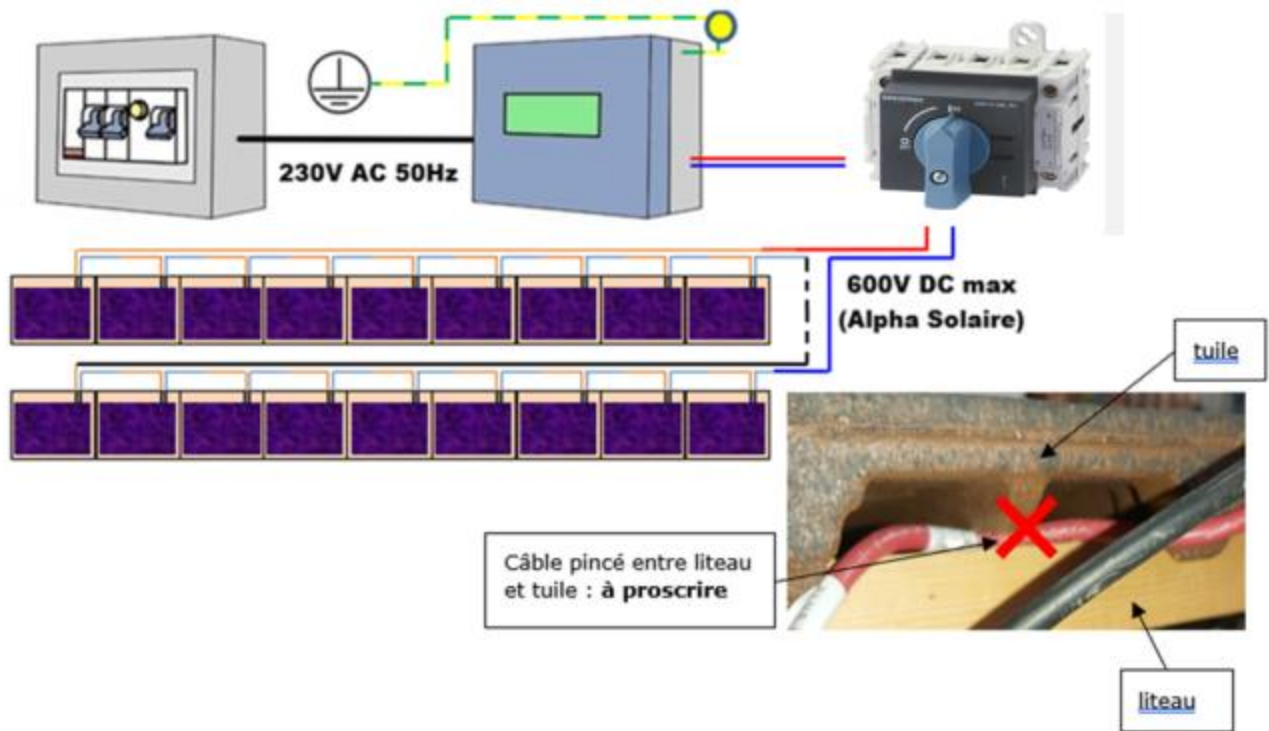 230V AC 50Hz
600V DC max
(Alpha Solaire)
tuile
Câble pincé entre liteau
et tuile : à proscrire
liteau